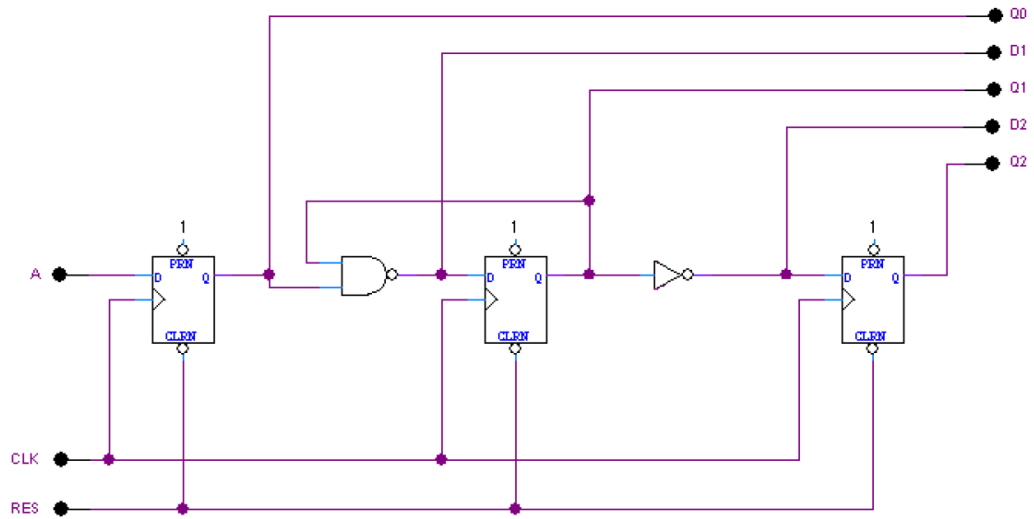 Q0
D1
Q1
D2
Q2
1 1 1
A
PRN PRN PRN
D Q D Q D Q
CLRN CLRN CLRN
CLK
RES